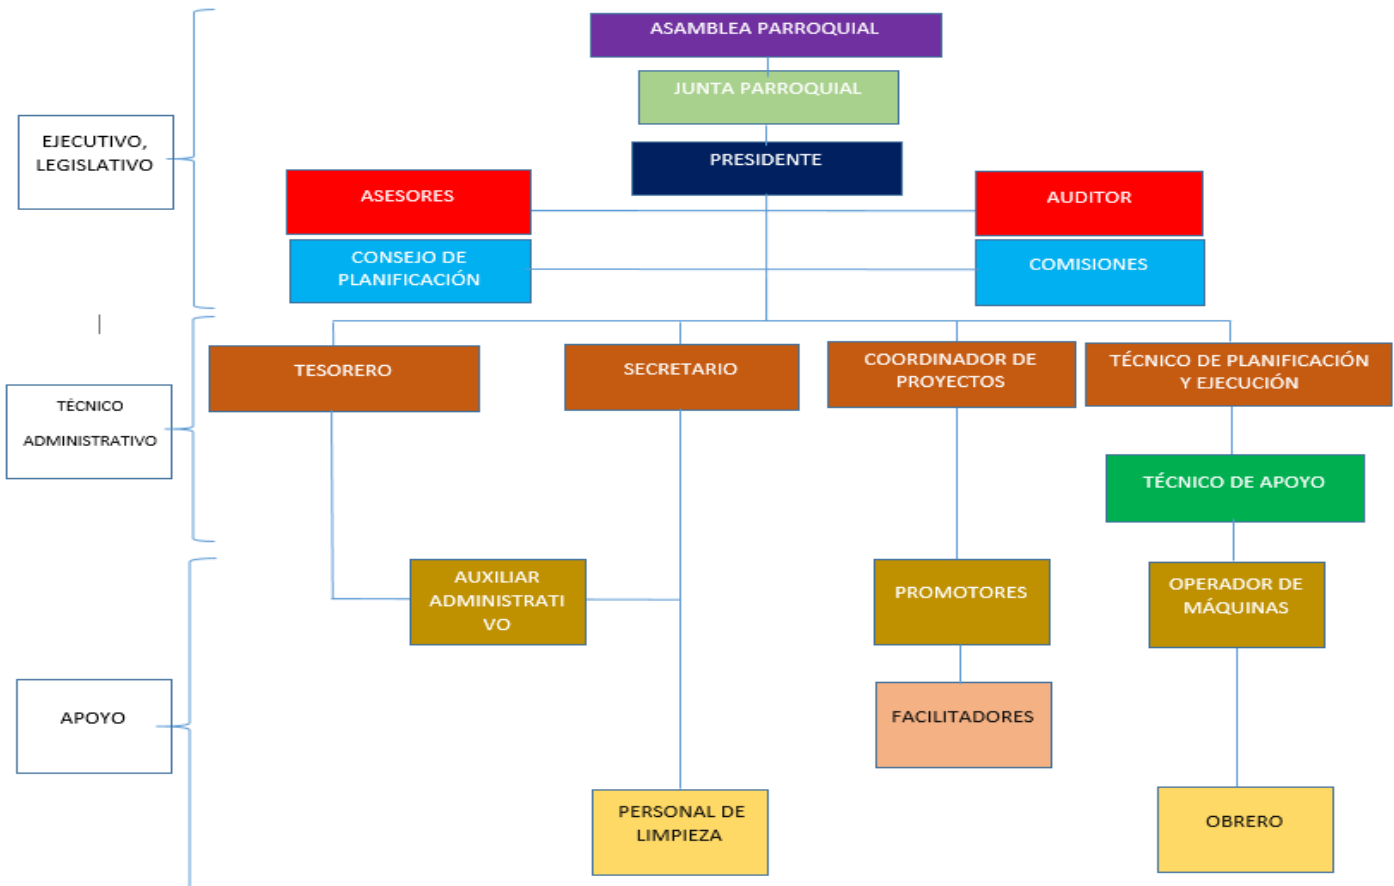 ASAMBLEA PARROQUIAL
JUNTA PARROQUIAL
EJECUTIVO,
LEGISLATIVO
PRESIDENTE
ASESORES
AUDITOR
CONSEJO DE
PLANIFICACIÓN
COMISIONES
TÉCNICO
ADMINISTRATIVO
TESORERO
SECRETARIO
COORDINADOR DE
PROYECTOS
TÉCNICO DE PLANIFICACIÓN
Y EJECUCIÓN
TÉCNICO DE APOYO
AUXILIAR
ADMINISTRATI
VO
PROMOTORES
OPERADOR DE
MÁQUINAS
APOYO
FACILITADORES
PERSONAL DE
LIMPIEZA
OBRERO